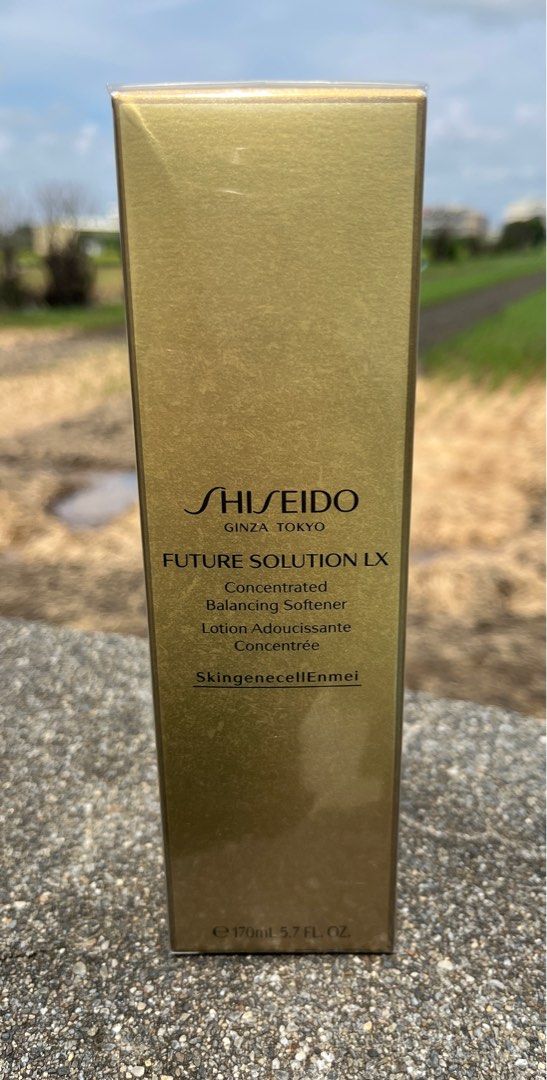 SHISEIDO
GINZA TOKYO
FUTURE SOLUTION LX
Concentrated
Balancing Softener
Lotion Adoucissante
Concentrée
SkingenecellEnmei
℮ 170mL 5.7 FL. OZ.